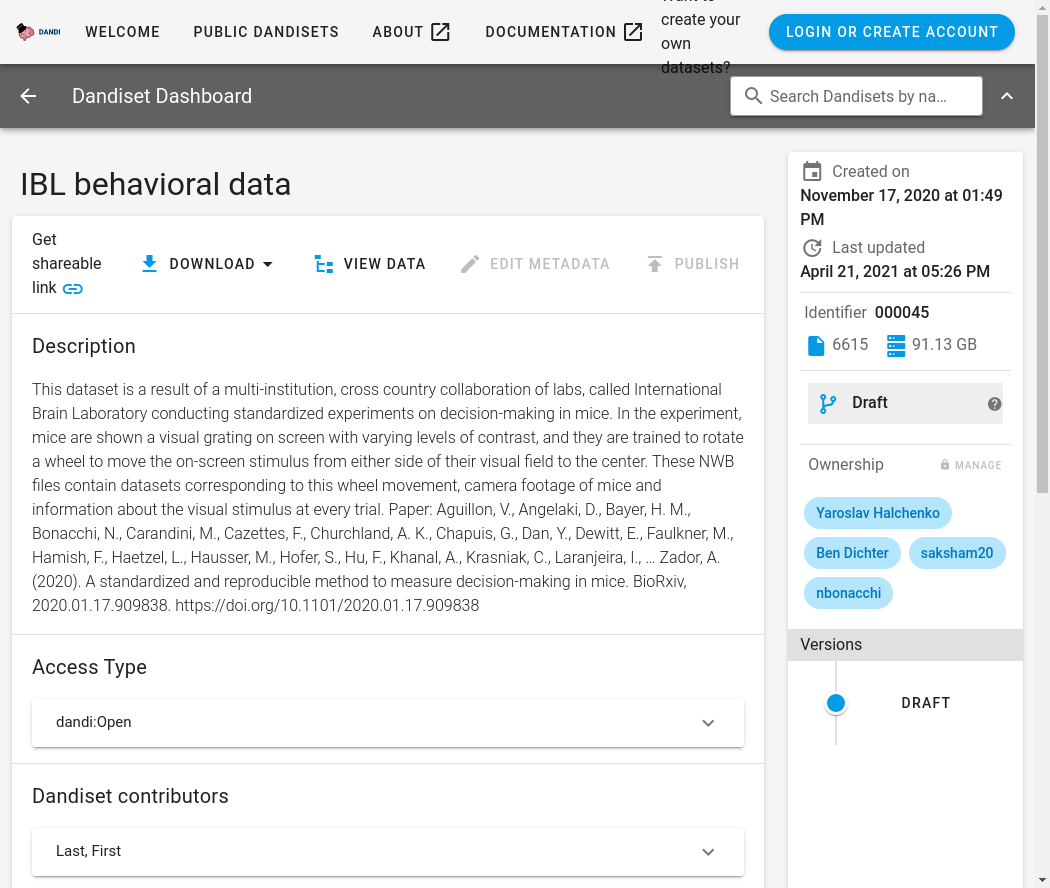 DANDI
WELCOME
PUBLIC DANDISETS
ABOUT
DOCUMENTATION
create your
own
datasets?
LOGIN OR CREATE ACCOUNT
Dandiset Dashboard
Search Dandisets by na...
IBL behavioral data
Get
shareable
link
DOWNLOAD
VIEW DATA
EDIT METADATA
PUBLISH
Description
This dataset is a result of a multi-institution, cross country collaboration of labs, called International
Brain Laboratory conducting standardized experiments on decision-making in mice. In the experiment,
mice are shown a visual grating on screen with varying levels of contrast, and they are trained to rotate
a wheel to move the on-screen stimulus from either side of their visual field to the center. These NWB
files contain datasets corresponding to this wheel movement, camera footage of mice and
information about the visual stimulus at every trial. Paper: Aguillon, V., Angelaki, D., Bayer, H. M.,
Bonacchi, N., Carandini, M., Cazettes, F., Churchland, A. K., Chapuis, G., Dan, Y., Dewitt, E., Faulkner, M.,
Hamish, F., Haetzel, L., Hausser, M., Hofer, S., Hu, F., Khanal, A., Krasniak, C., Laranjeira, I., … Zador, A.
(2020). A standardized and reproducible method to measure decision-making in mice. BioRxiv,
2020.01.17.909838. https://doi.org/10.1101/2020.01.17.909838
Access Type
dandi:Open
Dandiset contributors
Last, First
Created on
November 17, 2020 at 01:49
PM
Last updated
April 21, 2021 at 05:26 PM
Identifier 000045
6615
91.13 GB
Draft
Ownership
MANAGE
Yaroslav Halchenko
Ben Dichter
saksham20
nbonacchi
Versions
DRAFT